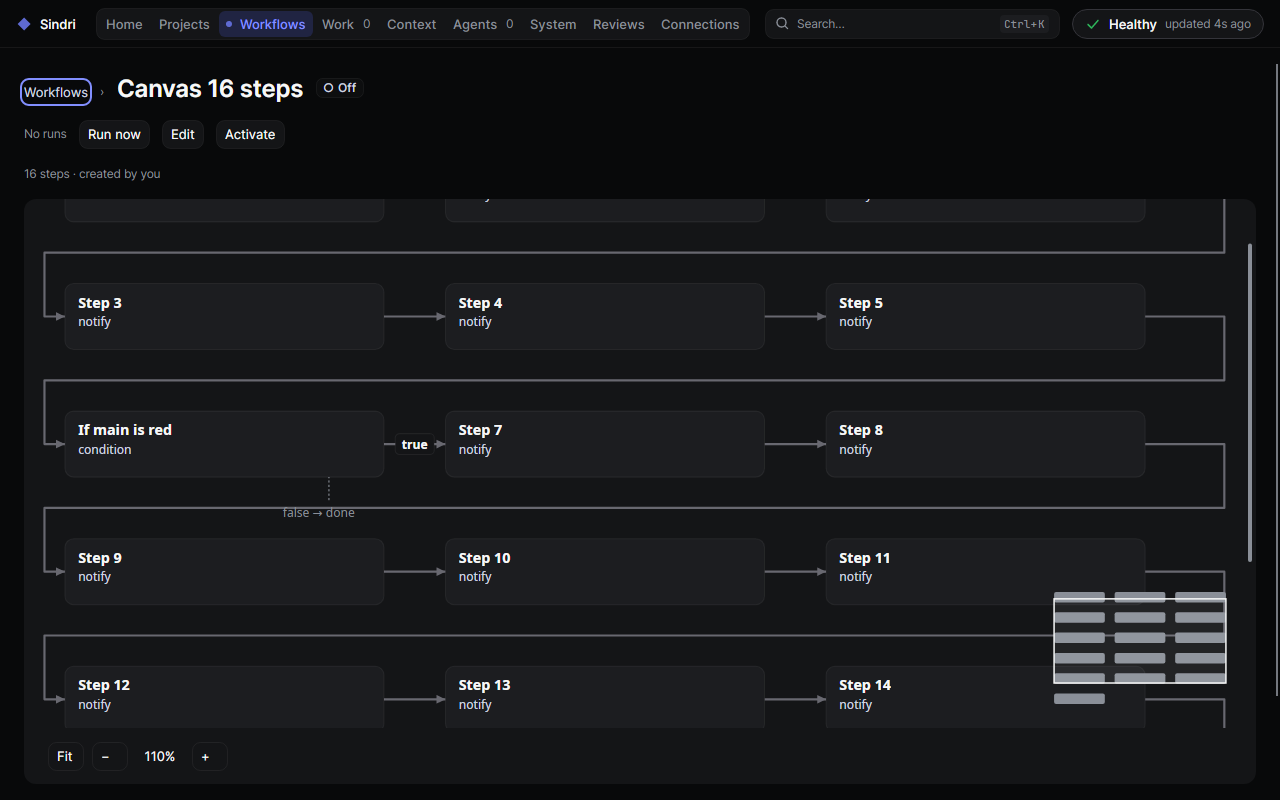 Sindri Home Projects Workflows Work 0 Context Agents 0 System Reviews Connections Search... Ctrl+K Healthy updated 4s ago
Workflows › Canvas 16 steps Off
No runs Run now Edit Activate
16 steps · created by you
Step 3 Step 4 Step 5
notify notify notify
If main is red true Step 7 Step 8
condition notify notify
false → done
Step 9 Step 10 Step 11
notify notify notify
Step 12 Step 13 Step 14
notify notify notify
Fit − 110% +